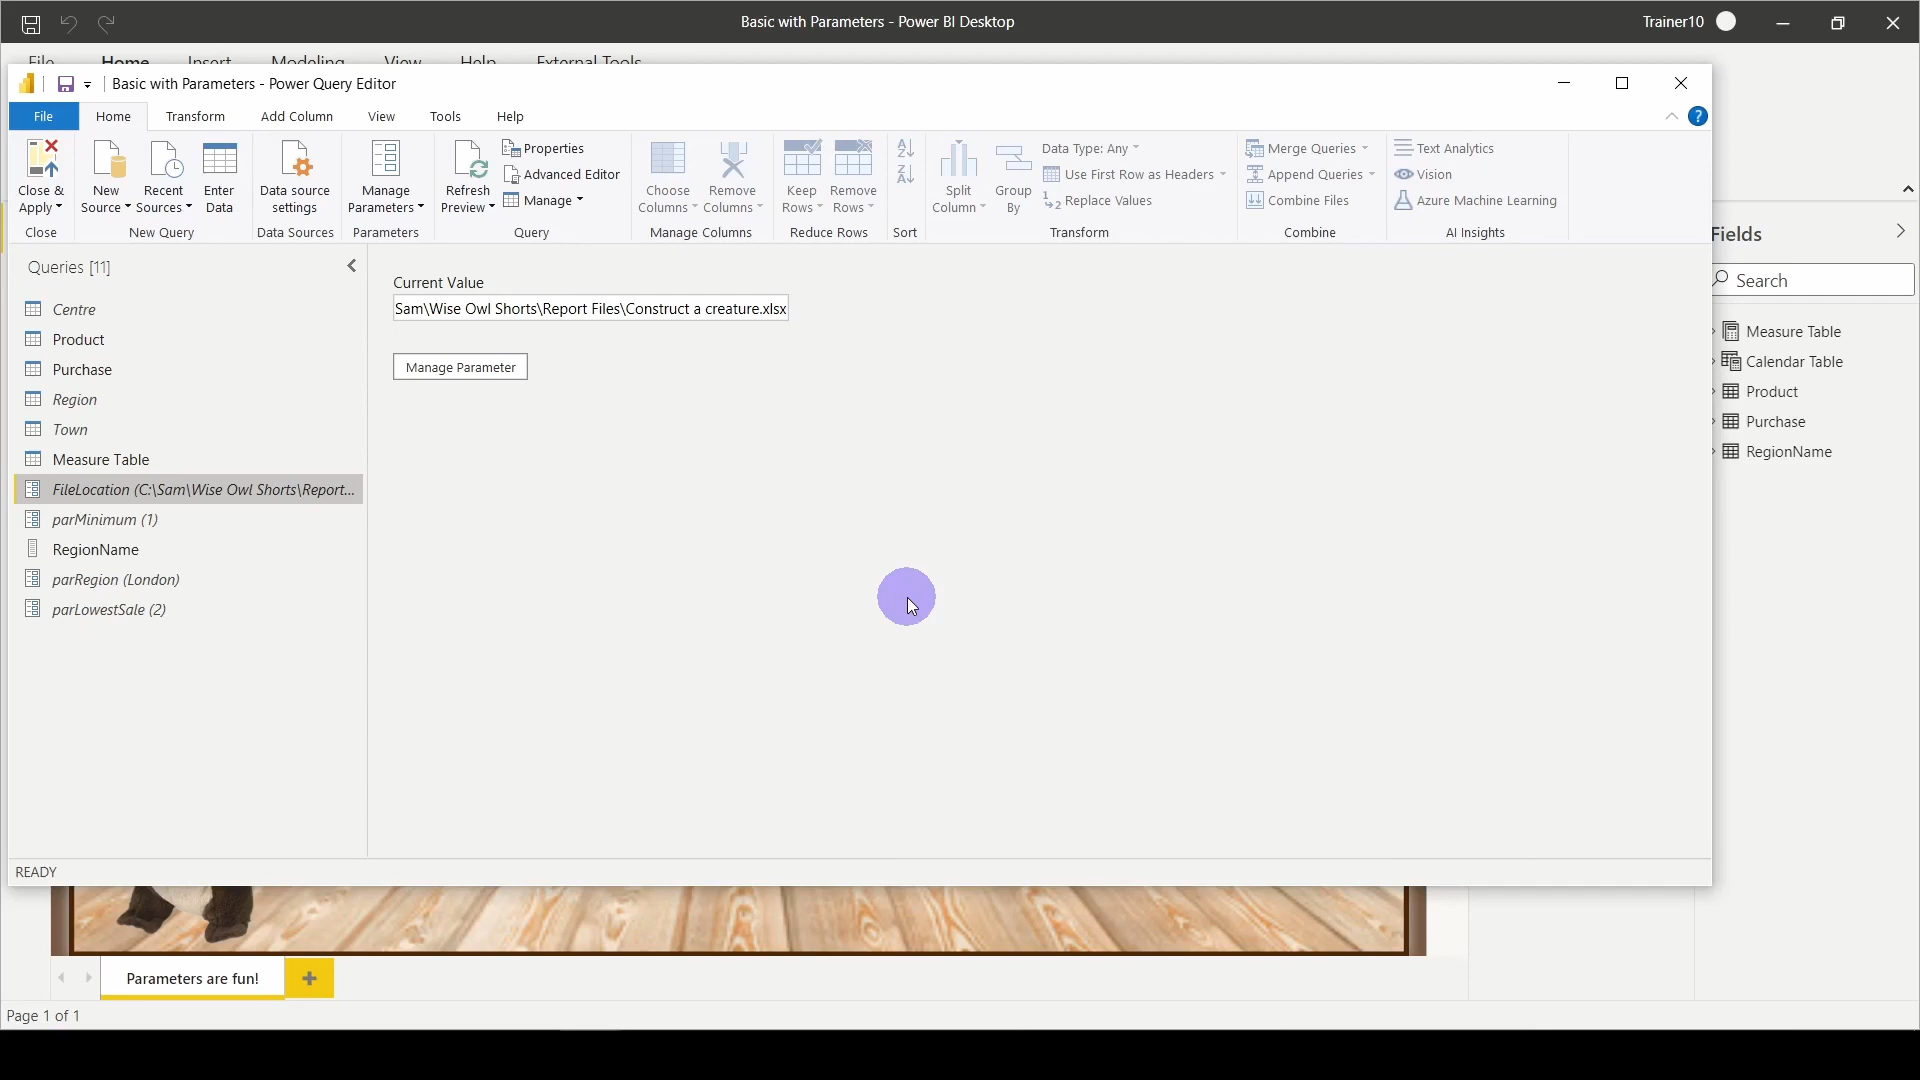 Basic with Parameters - Power BI Desktop
Trainer10
File Home Insert Modeling View Help External Tools
Basic with Parameters - Power Query Editor
File Home Transform Add Column View Tools Help
?
Close & Apply
New Source
Recent Sources
Enter Data
Data source settings
Manage Parameters
Refresh Preview
Properties
Advanced Editor
Manage
Choose Columns
Remove Columns
Keep Rows
Remove Rows
Split Column
Group By
Data Type: Any
Use First Row as Headers
Replace Values
Merge Queries
Append Queries
Combine Files
Text Analytics
Vision
Azure Machine Learning
Close
New Query
Data Sources
Parameters
Query
Manage Columns
Reduce Rows
Sort
Transform
Combine
AI Insights
Queries [11]
Centre
Product
Purchase
Region
Town
Measure Table
FileLocation (C:\Sam\Wise Owl Shorts\Report...
parMinimum (1)
RegionName
parRegion (London)
parLowestSale (2)
Current Value
Sam\Wise Owl Shorts\Report Files\Construct a creature.xlsx
Manage Parameter
READY
Fields
Search
Measure Table
Calendar Table
Product
Purchase
RegionName
Parameters are fun!
Page 1 of 1